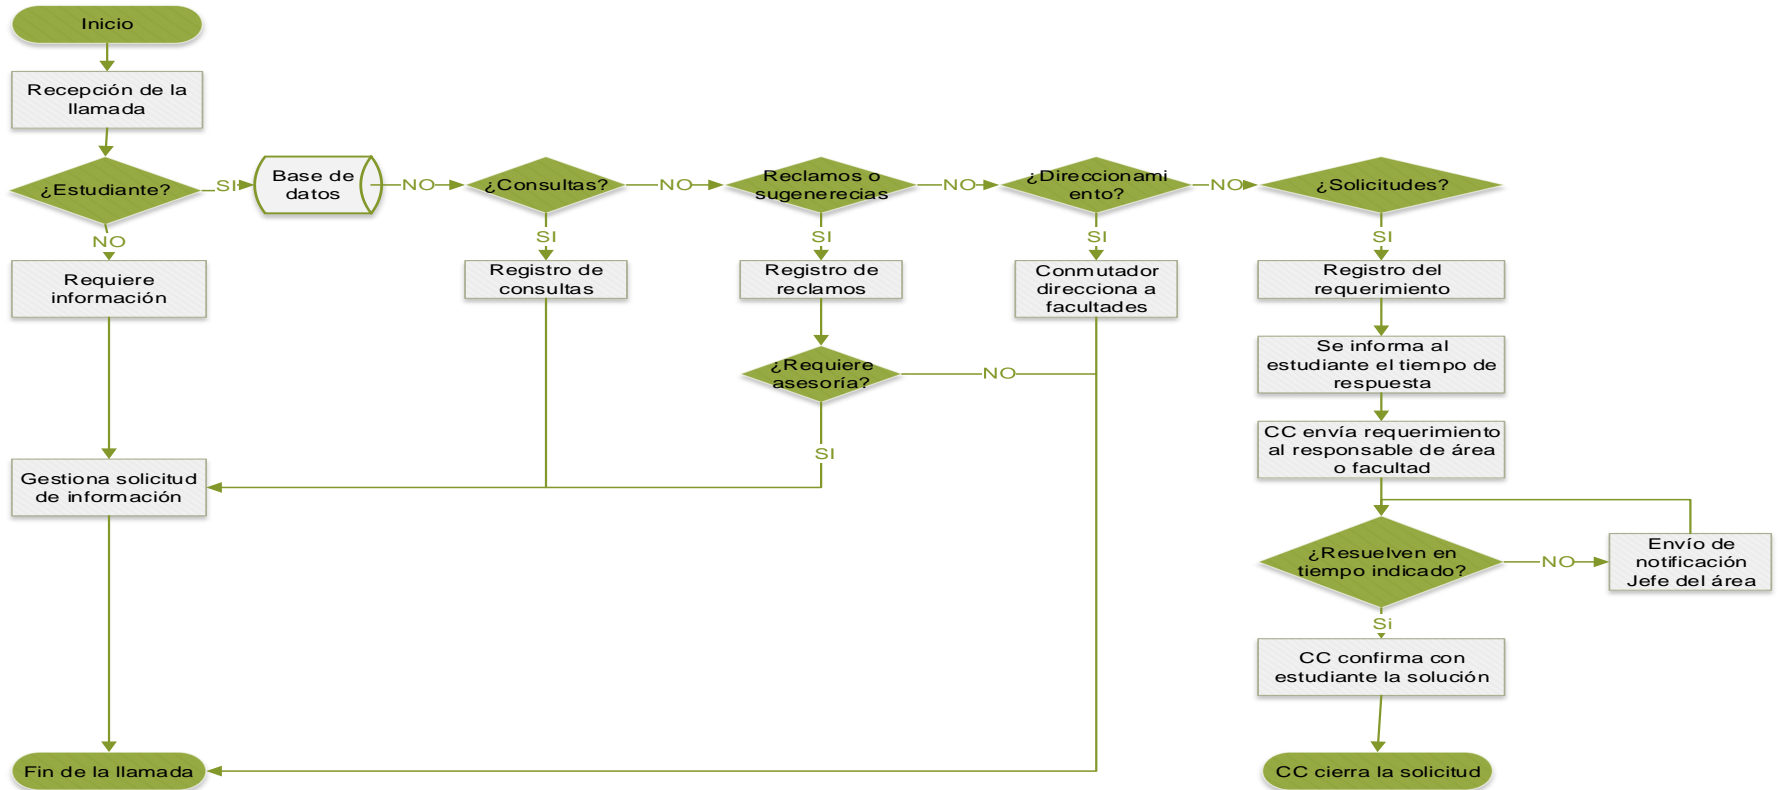 Inicio
Recepción de la
llamada
¿Estudiante?
SI
Base de
datos
NO
¿Consultas?
NO
Reclamos o
sugenerecias
NO
¿Direccionami
ento?
NO
¿Solicitudes?
NO
SI
SI
SI
SI
Requiere
información
Registro de
consultas
Registro de
reclamos
Conmutador
direcciona a
facultades
Registro del
requerimiento
¿Requiere
asesoría?
NO
Se informa al
estudiante el tiempo de
respuesta
SI
CC envía requerimiento
al responsable de área
o facultad
Gestiona solicitud
de información
¿Resuelven en
tiempo indicado?
NO
Envío de
notificación
Jefe del área
Si
CC confirma con
estudiante la solución
Fin de la llamada
CC cierra la solicitud